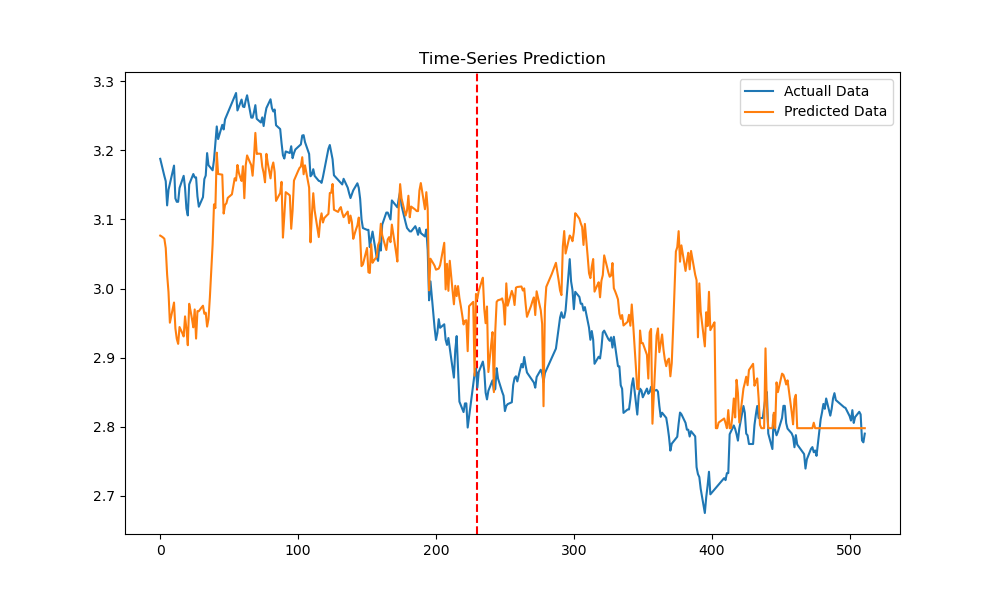 Time-Series Prediction
Actuall Data
Predicted Data
3.3
3.2
3.1
3.0
2.9
2.8
2.7
0 100 200 300 400 500